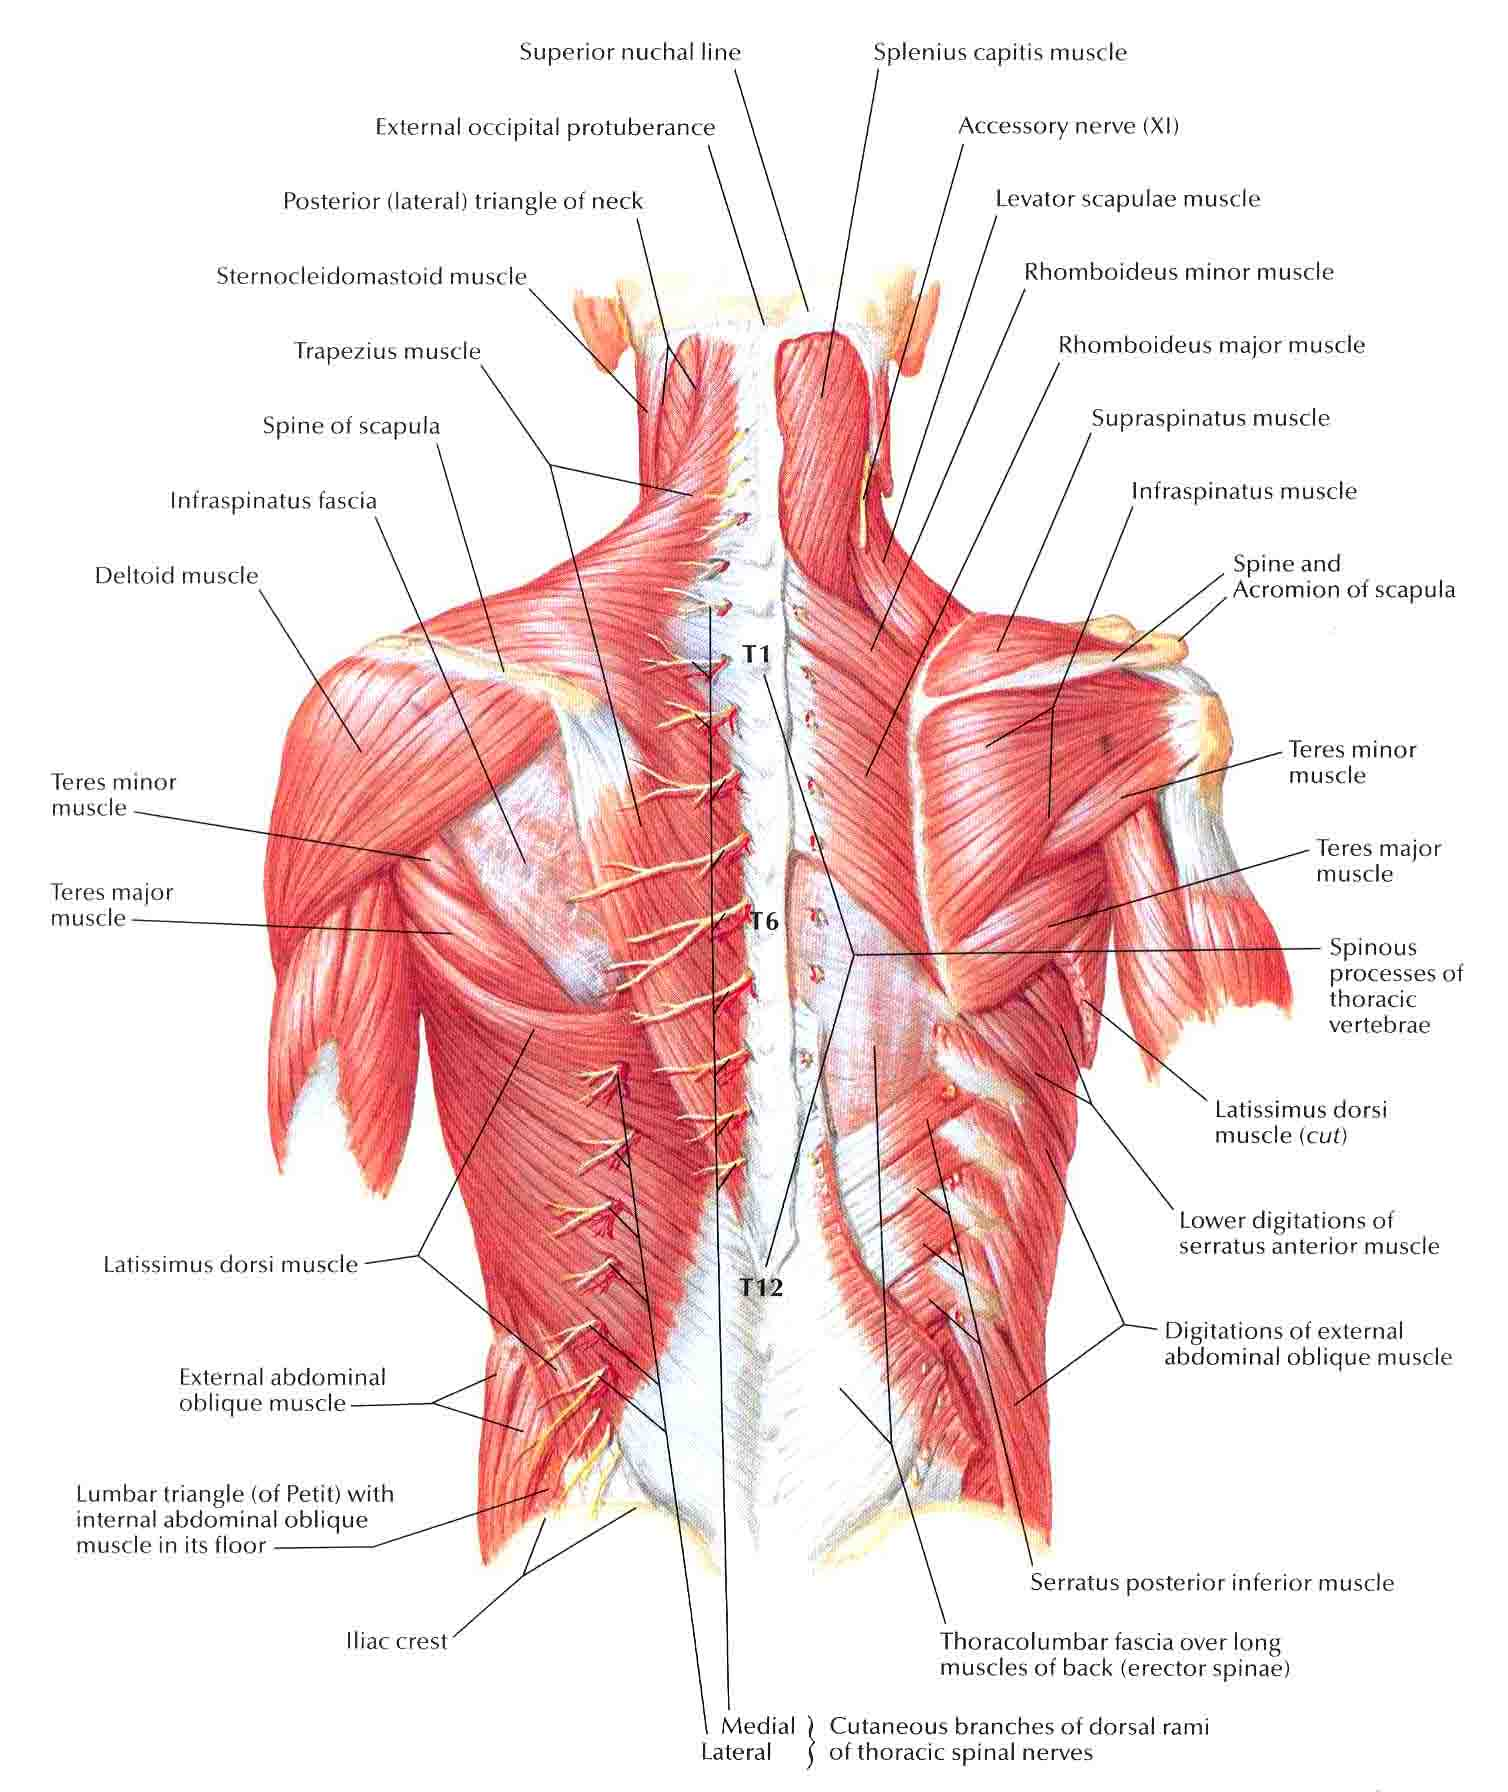 Superior nuchal line
Splenius capitis muscle
External occipital protuberance
Accessory nerve (XI)
Posterior (lateral) triangle of neck
Levator scapulae muscle
Sternocleidomastoid muscle
Rhomboideus minor muscle
Trapezius muscle
Rhomboideus major muscle
Spine of scapula
Supraspinatus muscle
Infraspinatus fascia
Infraspinatus muscle
Deltoid muscle
Spine and
Acromion of scapula
T1
Teres minor
muscle
Teres minor
muscle
Teres major
muscle
Teres major
muscle
T6
Spinous
processes of
thoracic
vertebrae
Latissimus dorsi
muscle (cut)
Lower digitations of
serratus anterior muscle
Latissimus dorsi muscle
T12
Digitations of external
abdominal oblique muscle
External abdominal
oblique muscle
Lumbar triangle (of Petit) with
internal abdominal oblique
muscle in its floor
Serratus posterior inferior muscle
Iliac crest
Thoracolumbar fascia over long
muscles of back (erector spinae)
Medial } Cutaneous branches of dorsal rami
Lateral } of thoracic spinal nerves